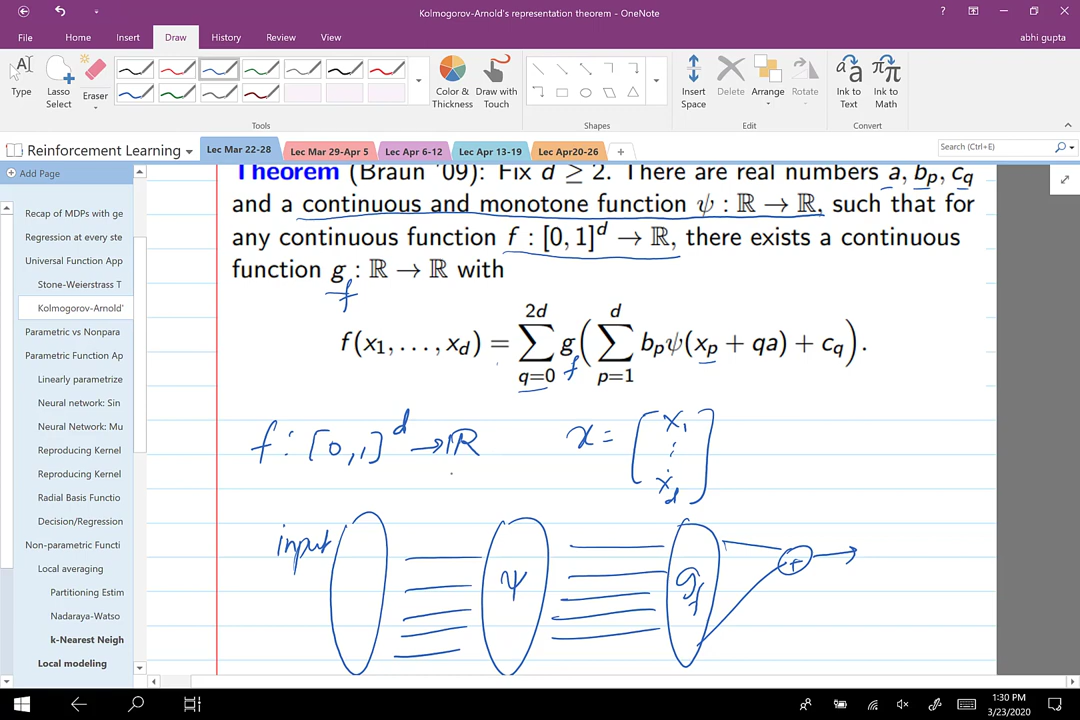 Kolmogorov-Arnold's representation theorem - OneNote
File Home Insert Draw History Review View abhi gupta
Type Lasso Select Eraser Color & Thickness Draw with Touch Insert Space Delete Arrange Rotate Ink to Text Ink to Math
Tools Shapes Edit Convert
Reinforcement Learning Lec Mar 22-28 Lec Mar 29-Apr 5 Lec Apr 6-12 Lec Apr 13-19 Lec Apr20-26 + Search (Ctrl+E)
Add Page
Recap of MDPs with ge
Regression at every ste
Universal Function App
Stone-Weierstrass T
Kolmogorov-Arnold'
Parametric vs Nonpara
Parametric Function Ap
Linearly parametrize
Neural network: Sin
Neural Network: Mu
Reproducing Kernel
Reproducing Kernel
Radial Basis Functio
Decision/Regression
Non-parametric Functi
Local averaging
Partitioning Estim
Nadaraya-Watso
k-Nearest Neigh
Local modeling
Theorem (Braun '09): Fix d ≥ 2. There are real numbers a, b_p, c_q
and a continuous and monotone function ψ : ℝ → ℝ, such that for
any continuous function f : [0, 1]^d → ℝ, there exists a continuous
function g_f : ℝ → ℝ with
f(x₁, . . . , x_d) = ∑_{q=0}^{2d} g_f(∑_{p=1}^{d} b_pψ(x_p + qa) + c_q).
f : [0,1]^d → ℝ x = [x₁ ⋮ x_d]
input ψ g_f +
1:30 PM
3/23/2020